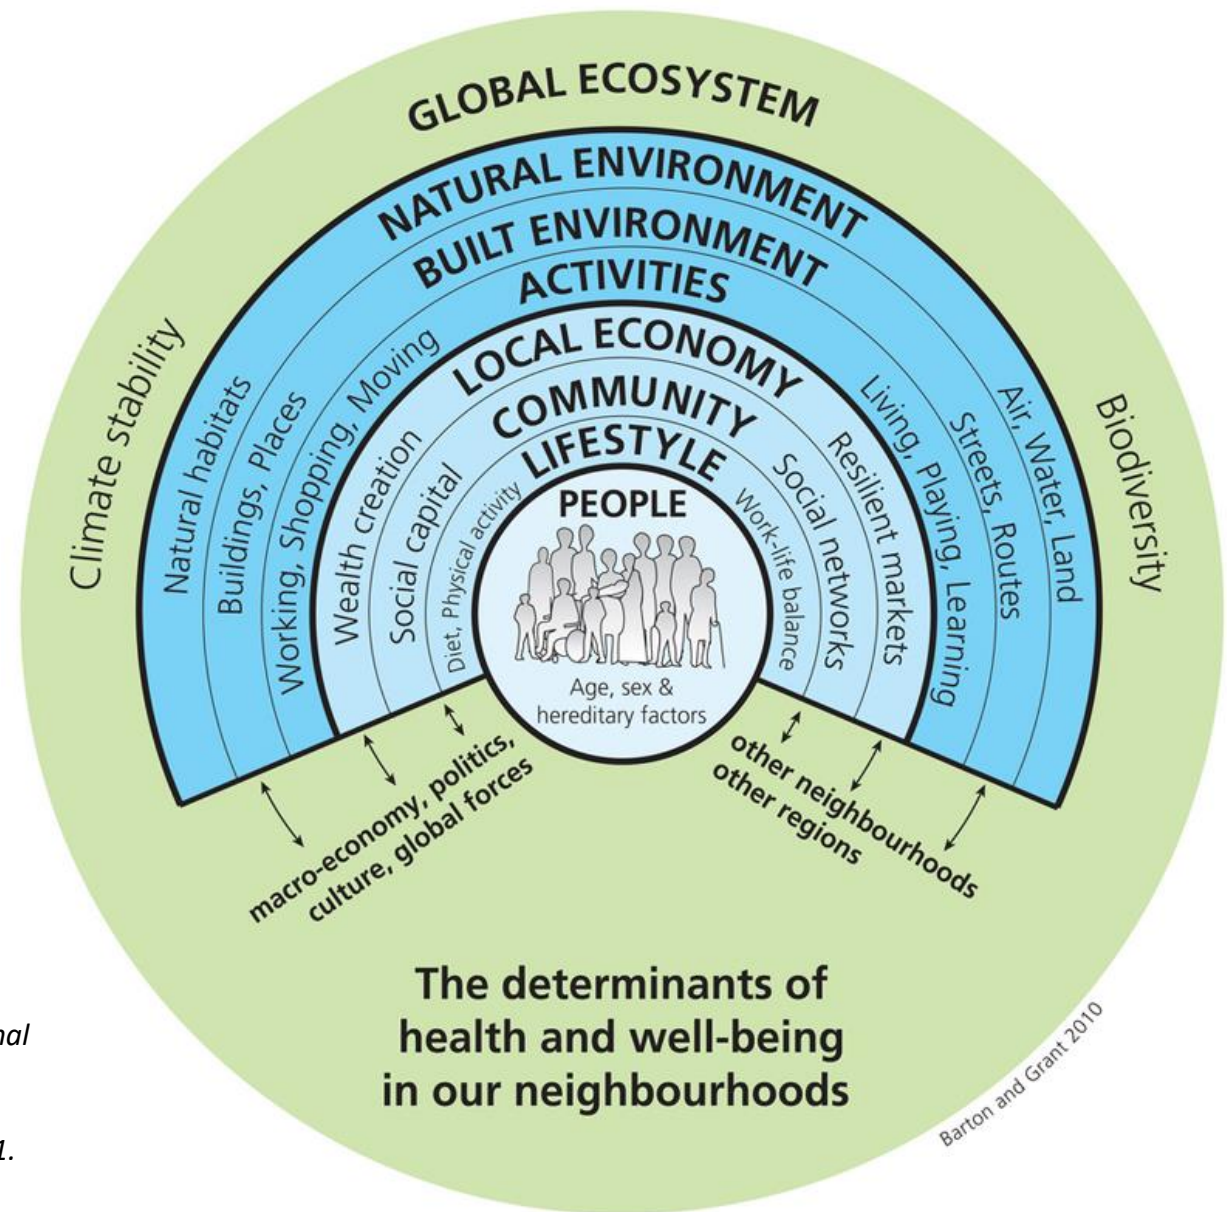 GLOBAL ECOSYSTEM
NATURAL ENVIRONMENT
BUILT ENVIRONMENT
ACTIVITIES
LOCAL ECONOMY
COMMUNITY
LIFESTYLE
PEOPLE
Age, sex &
hereditary factors
Climate stability
Natural habitats
Buildings, Places
Working, Shopping, Moving
Wealth creation
Social capital
Diet, Physical activity
Work-life balance
Social networks
Resilient markets
Living, Playing, Learning
Streets, Routes
Air, Water, Land
Biodiversity
macro-economy, politics,
culture, global forces
other neighbourhoods
other regions
The determinants of
health and well-being
in our neighbourhoods
Barton and Grant 2010